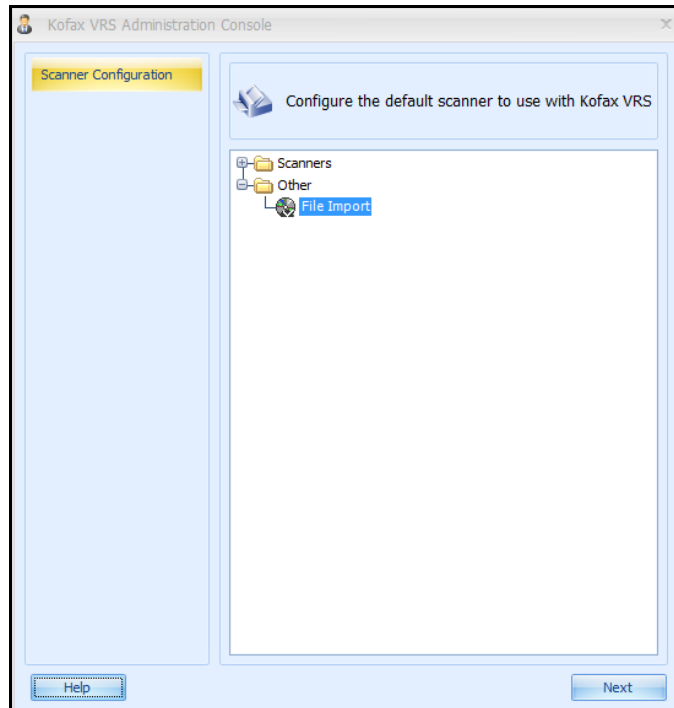 Kofax VRS Administration Console
Scanner Configuration
Configure the default scanner to use with Kofax VRS
Scanners
Other
File Import
Help
Next